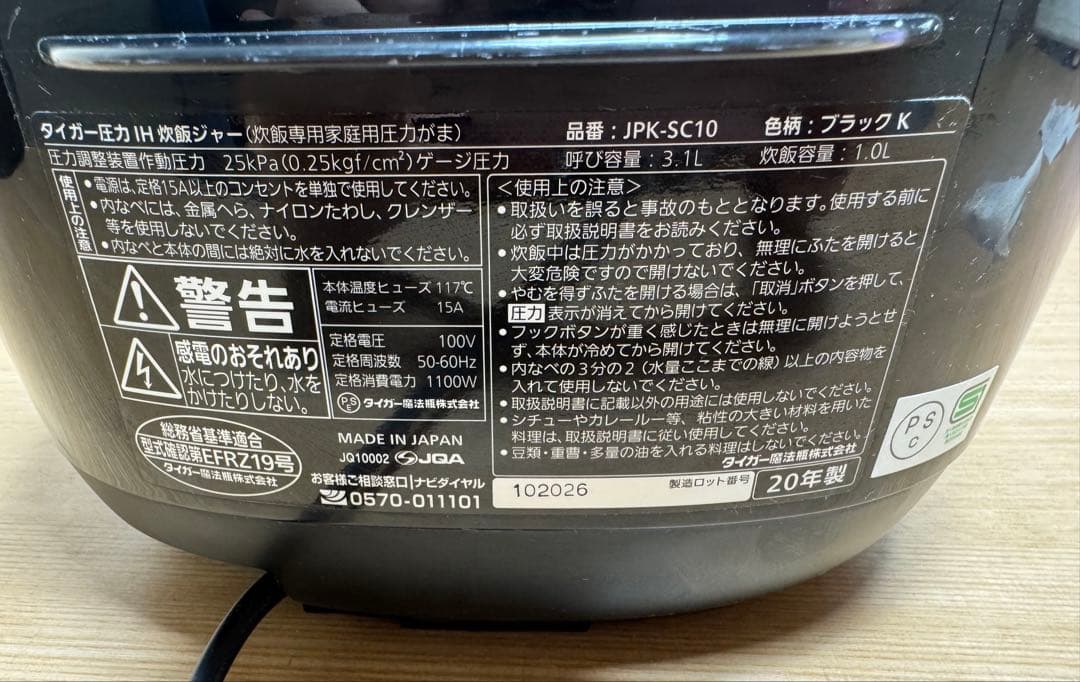 タイガー圧力IH炊飯ジャー(炊飯専用家庭用圧力がま) 品番:JPK-SC10 色柄:ブラックK
圧力調整装置作動圧力 25kPa(0.25kgf/cm²)ゲージ圧力 呼び容量:3.1L 炊飯容量:1.0L
使用上の注意
•電源は、定格15A以上のコンセントを単独で使用してください。
•内なべには、金属へら、ナイロンたわし、クレンザー
等を使用しないでください。
•内なべと本体の間には絶対に水を入れないでください。
警告
感電のおそれあり
水につけたり、水を
かけたりしない。
本体温度ヒューズ 117℃
電流ヒューズ 15A
定格電圧 100V
定格周波数 50-60Hz
定格消費電力 1100W
PSE タイガー魔法瓶株式会社
総務省基準適合
型式確認第EFRZ19号
タイガー魔法瓶株式会社
MADE IN JAPAN
JQ10002 JQA
お客様ご相談窓口|ナビダイヤル
0570-011101
<使用上の注意>
•取扱いを誤ると事故のもととなります。使用する前に
必ず取扱説明書をお読みください。
•炊飯中は圧力がかかっており、無理にふたを開けると
大変危険ですので開けないでください。
•やむを得ずふたを開ける場合は、「取消」ボタンを押して、
圧力表示が消えてから開けてください。
•フックボタンが重く感じたときは無理に開けようとせ
ず、本体が冷めてから開けてください。
•内なべの3分の2(水量ここまでの線)以上の内容物を
入れて使用しないでください。
•取扱説明書に記載以外の用途には使用しないでください。
•シチューやカレールー等、粘性の大きい材料を用いた
料理は、取扱説明書に従い使用してください。
•豆類・重曹・多量の油を入れる料理はしないでください。
タイガー魔法瓶株式会社
102026 製造ロット番号
20年製
PSC
S